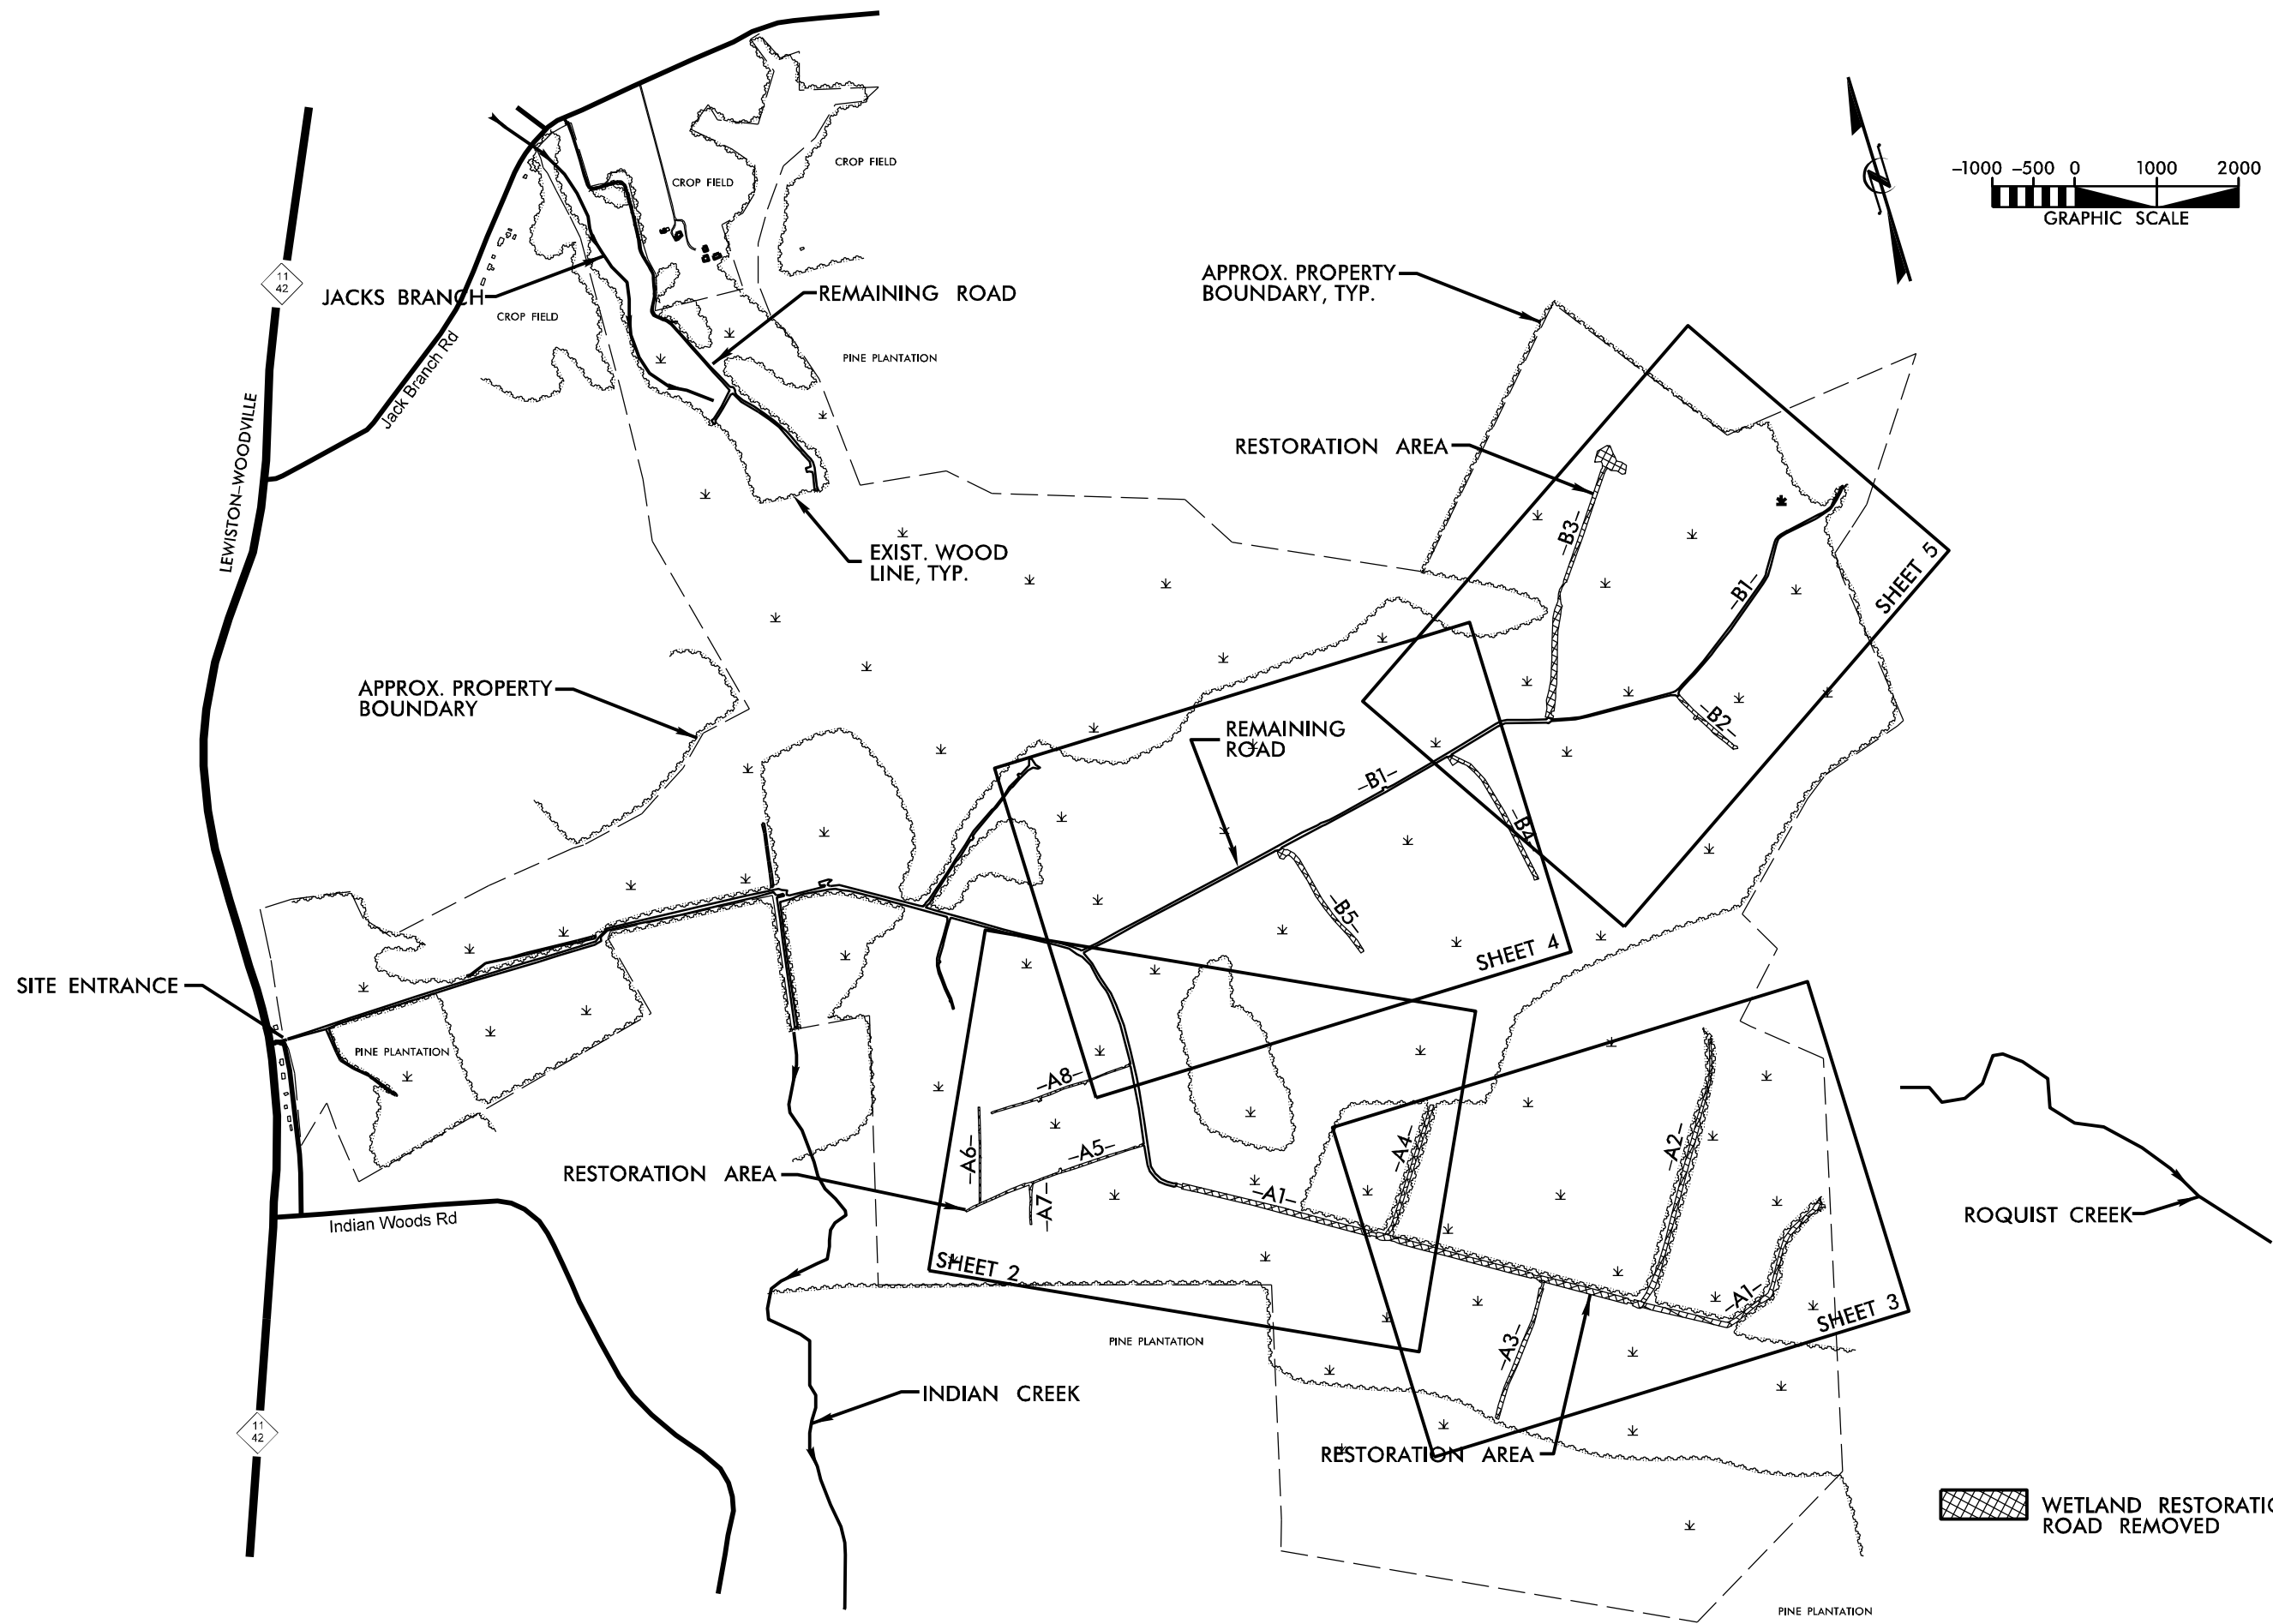 CROP FIELD
CROP FIELD
-1000 -500 0 1000 2000
GRAPHIC SCALE
N
11
42
JACKS BRANCH
CROP FIELD
REMAINING ROAD
PINE PLANTATION
APPROX. PROPERTY
BOUNDARY, TYP.
Jack Branch Rd
LEWISTON-WOODVILLE
RESTORATION AREA
-B3-
EXIST. WOOD
LINE, TYP.
SHEET 5
-B1-
APPROX. PROPERTY
BOUNDARY
-B2-
REMAINING
ROAD
-B1-
-B4-
-B5-
SHEET 4
SITE ENTRANCE
PINE PLANTATION
-A8-
-A6-
-A5-
-A4-
-A2-
RESTORATION AREA
-A7-
-A1-
Indian Woods Rd
ROQUIST CREEK
SHEET 2
-A1-
SHEET 3
PINE PLANTATION
-A3-
INDIAN CREEK
11
42
RESTORATION AREA
WETLAND RESTORATIO
ROAD REMOVED
PINE PLANTATION